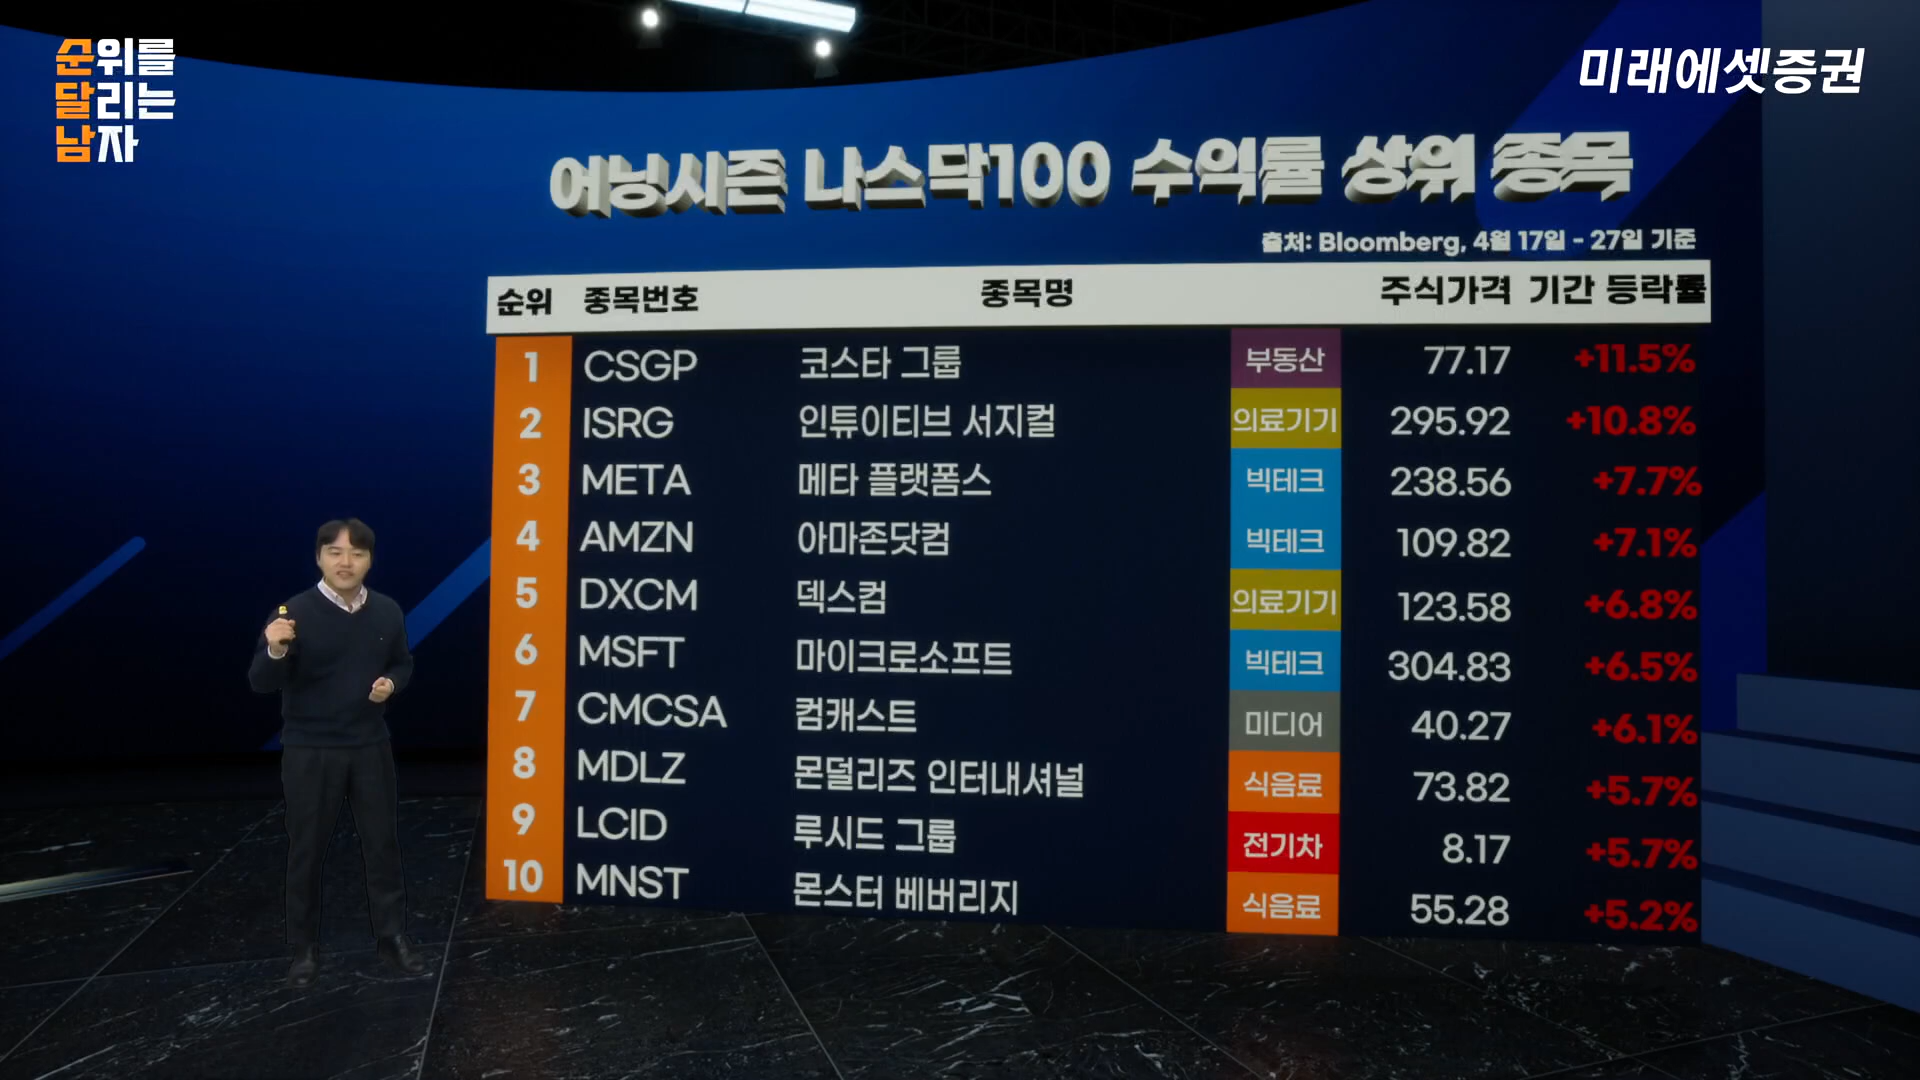 순위를
달리는
남자
미래에셋증권
어닝시즌 나스닥100 수익률 상위 종목
출처: Bloomberg, 4월 17일 - 27일 기준
순위 종목번호 종목명 주식가격 기간 등락률
1 CSGP 코스타 그룹 부동산 77.17 +11.5%
2 ISRG 인튜이티브 서지컬 의료기기 295.92 +10.8%
3 META 메타 플랫폼스 빅테크 238.56 +7.7%
4 AMZN 아마존닷컴 빅테크 109.82 +7.1%
5 DXCM 덱스컴 의료기기 123.58 +6.8%
6 MSFT 마이크로소프트 빅테크 304.83 +6.5%
7 CMCSA 컴캐스트 미디어 40.27 +6.1%
8 MDLZ 몬덜리즈 인터내셔널 식음료 73.82 +5.7%
9 LCID 루시드 그룹 전기차 8.17 +5.7%
10 MNST 몬스터 베버리지 식음료 55.28 +5.2%